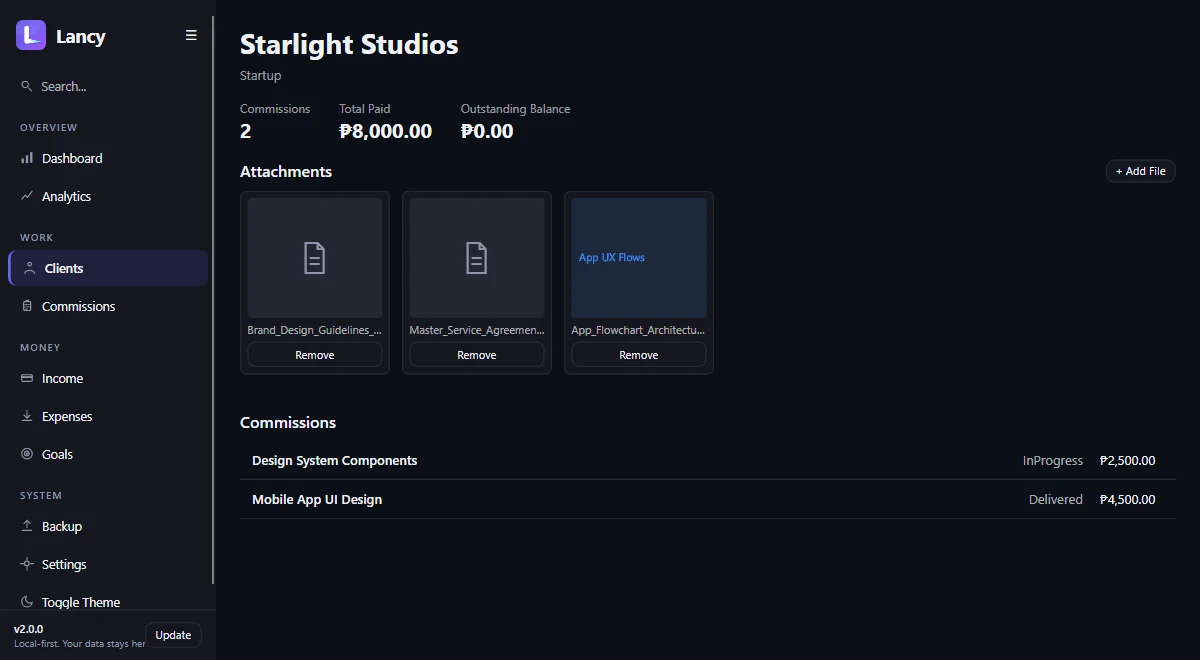 Lancy
Search...
OVERVIEW
Dashboard
Analytics
WORK
Clients
Commissions
MONEY
Income
Expenses
Goals
SYSTEM
Backup
Settings
Toggle Theme
v2.0.0
Local-first. Your data stays her
Update
Starlight Studios
Startup
Commissions Total Paid Outstanding Balance
2 ₱8,000.00 ₱0.00
Attachments
+ Add File
App UX Flows
Brand_Design_Guidelines_... Master_Service_Agreemen... App_Flowchart_Architectu...
Remove Remove Remove
Commissions
Design System Components InProgress ₱2,500.00
Mobile App UI Design Delivered ₱4,500.00